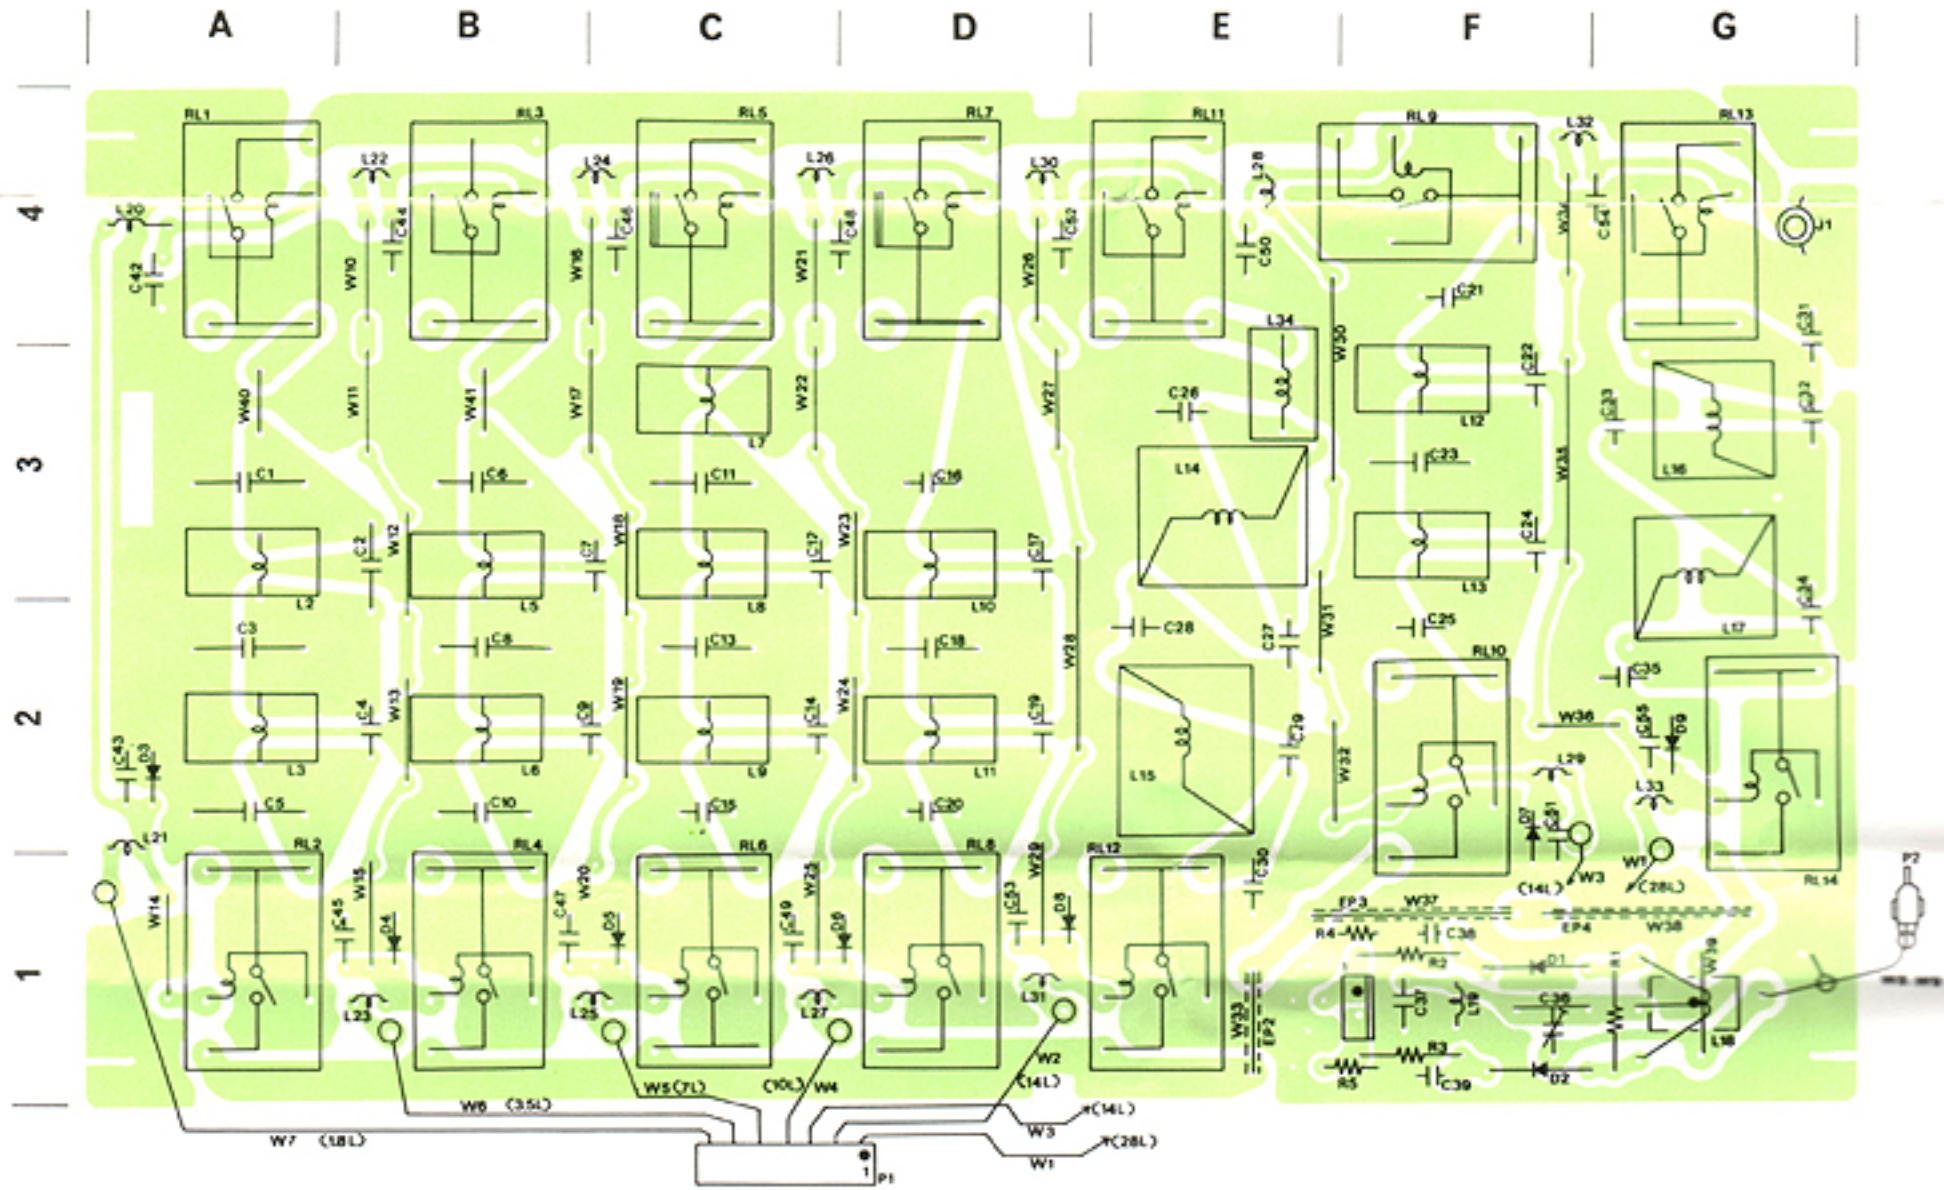 A B C D E F G
4
3
2
1
RL1 RL3 RL5 RL7 RL11 RL9 L32 RL13
L22 L24 L26 L30 L28
C44 C46 C48 C52 C50 C54 J1
C42 W10 W16 W21 W26
C21 C31
L34 W30
W40 W11 W41 W17 W22 W27 C26 C22 C33 C32
L7 L12
C1 C6 C11 C16 L14 C23 L16
C2 W12 C7 W18 C12 W23 C17 C24
L2 L5 L8 L10 L13
C3 C8 C13 C18 W28 C28 C27 W31 C25 L17
RL10 C35
C4 W13 C9 W19 C14 W24 C19 C29 W36 C55 D9
C43 D3 L3 L6 L9 L11 L15 W32 L29 L33
C5 C10 C15 C20
L21 D7 C51
RL2 RL4 RL6 RL8 RL12 W1 P2
W15 W20 W25 W29 C30 (14L) W3 (28L) RL14
W14 C45 D4 C47 D5 C49 D6 C53 D8 EP3 W37 EP4 W38
R4 C38
R2 D1 R1 W39
L23 L25 L27 L31 C37 L19 C36
W33 EP2 L18
W2 R3
W5 (7L) (10L) W4 (14L) R5 C39 D2
W6 (3.5L) (14L)
W7 (1.8L) W3 (28L)
W1
1 P1